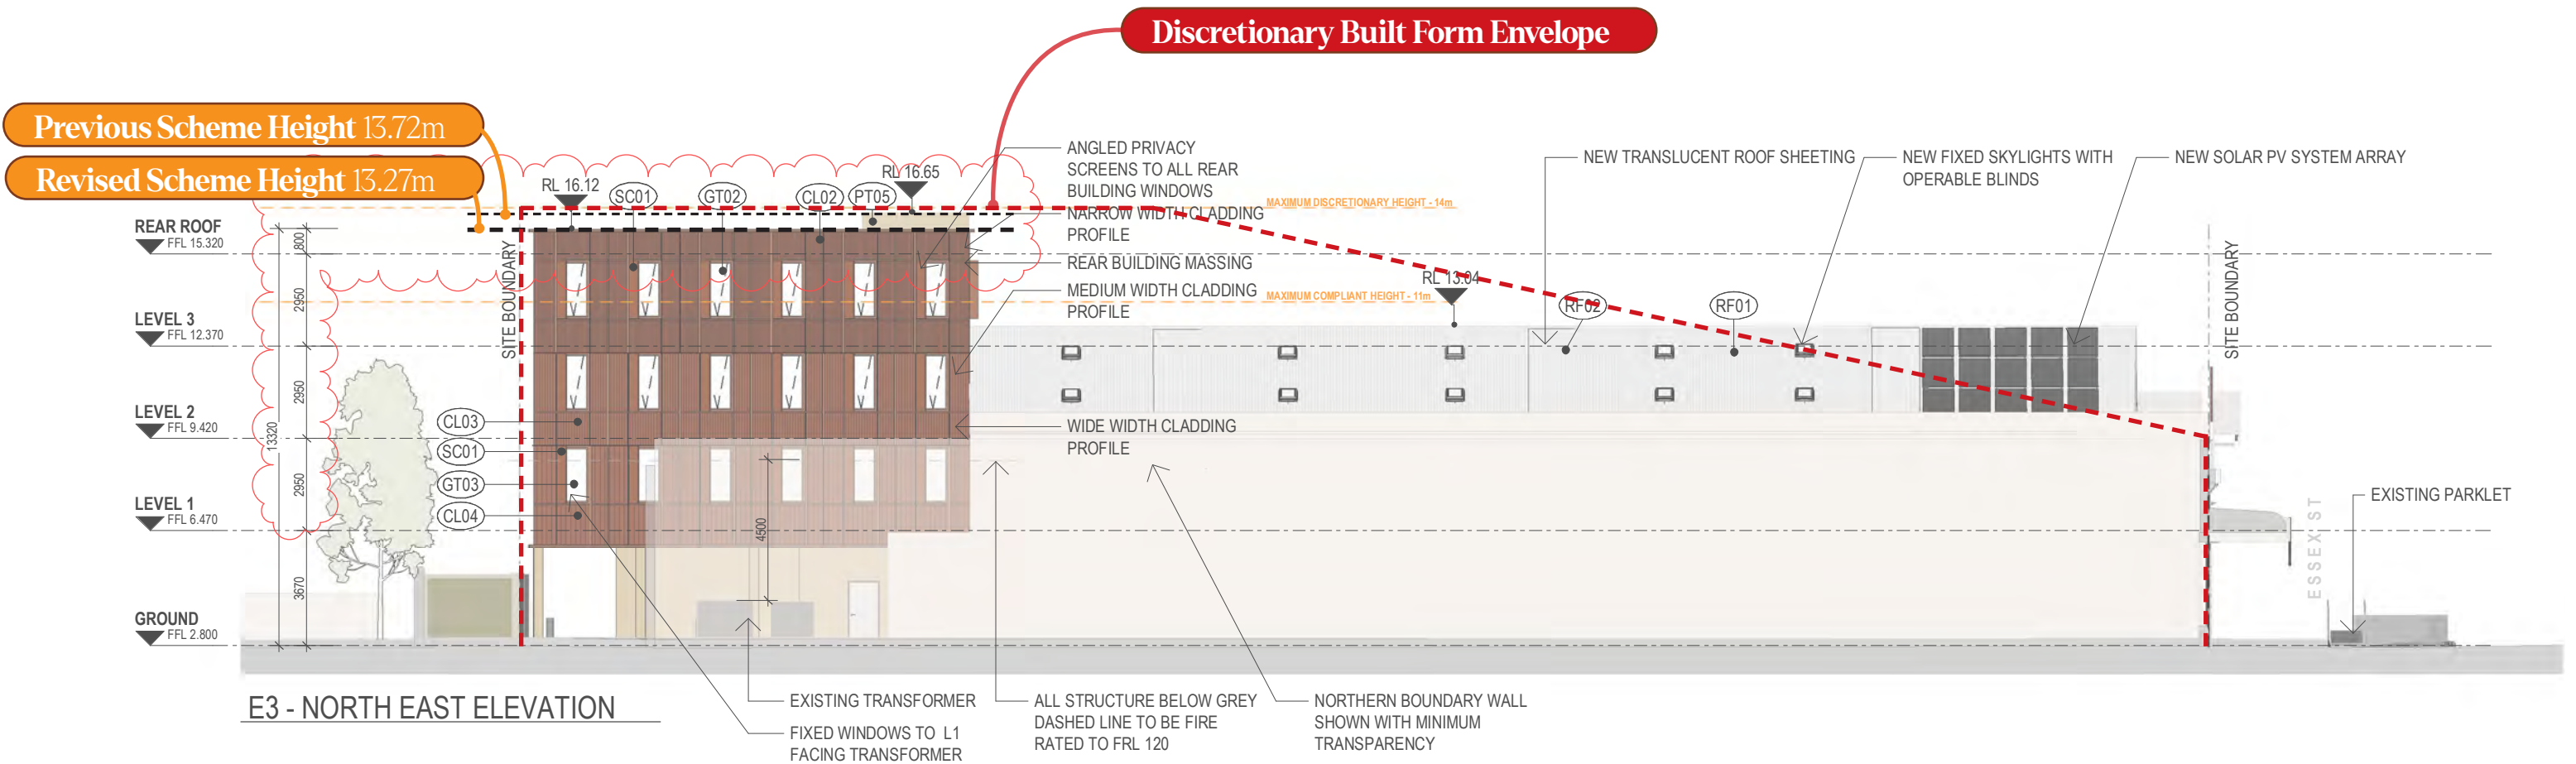 Discretionary Built Form Envelope
Previous Scheme Height 13.72m
Revised Scheme Height 13.27m
RL 16.12
SC01
GT02
CL02
PT05
RL 16.65
ANGLED PRIVACY
SCREENS TO ALL REAR
BUILDING WINDOWS
NARROW WIDTH CLADDING
PROFILE
REAR BUILDING MASSING
MEDIUM WIDTH CLADDING
PROFILE
WIDE WIDTH CLADDING
PROFILE
MAXIMUM DISCRETIONARY HEIGHT - 14m
MAXIMUM COMPLIANT HEIGHT - 11m
NEW TRANSLUCENT ROOF SHEETING
NEW FIXED SKYLIGHTS WITH
OPERABLE BLINDS
NEW SOLAR PV SYSTEM ARRAY
RL 13.04
RF02
RF01
SITE BOUNDARY
SITE BOUNDARY
REAR ROOF
FFL 15.320
LEVEL 3
FFL 12.370
LEVEL 2
FFL 9.420
LEVEL 1
FFL 6.470
GROUND
FFL 2.800
800
2950
2950
2950
3670
13320
4500
CL03
SC01
GT03
CL04
ESSEX ST
EXISTING PARKLET
E3 - NORTH EAST ELEVATION
EXISTING TRANSFORMER
FIXED WINDOWS TO L1
FACING TRANSFORMER
ALL STRUCTURE BELOW GREY
DASHED LINE TO BE FIRE
RATED TO FRL 120
NORTHERN BOUNDARY WALL
SHOWN WITH MINIMUM
TRANSPARENCY